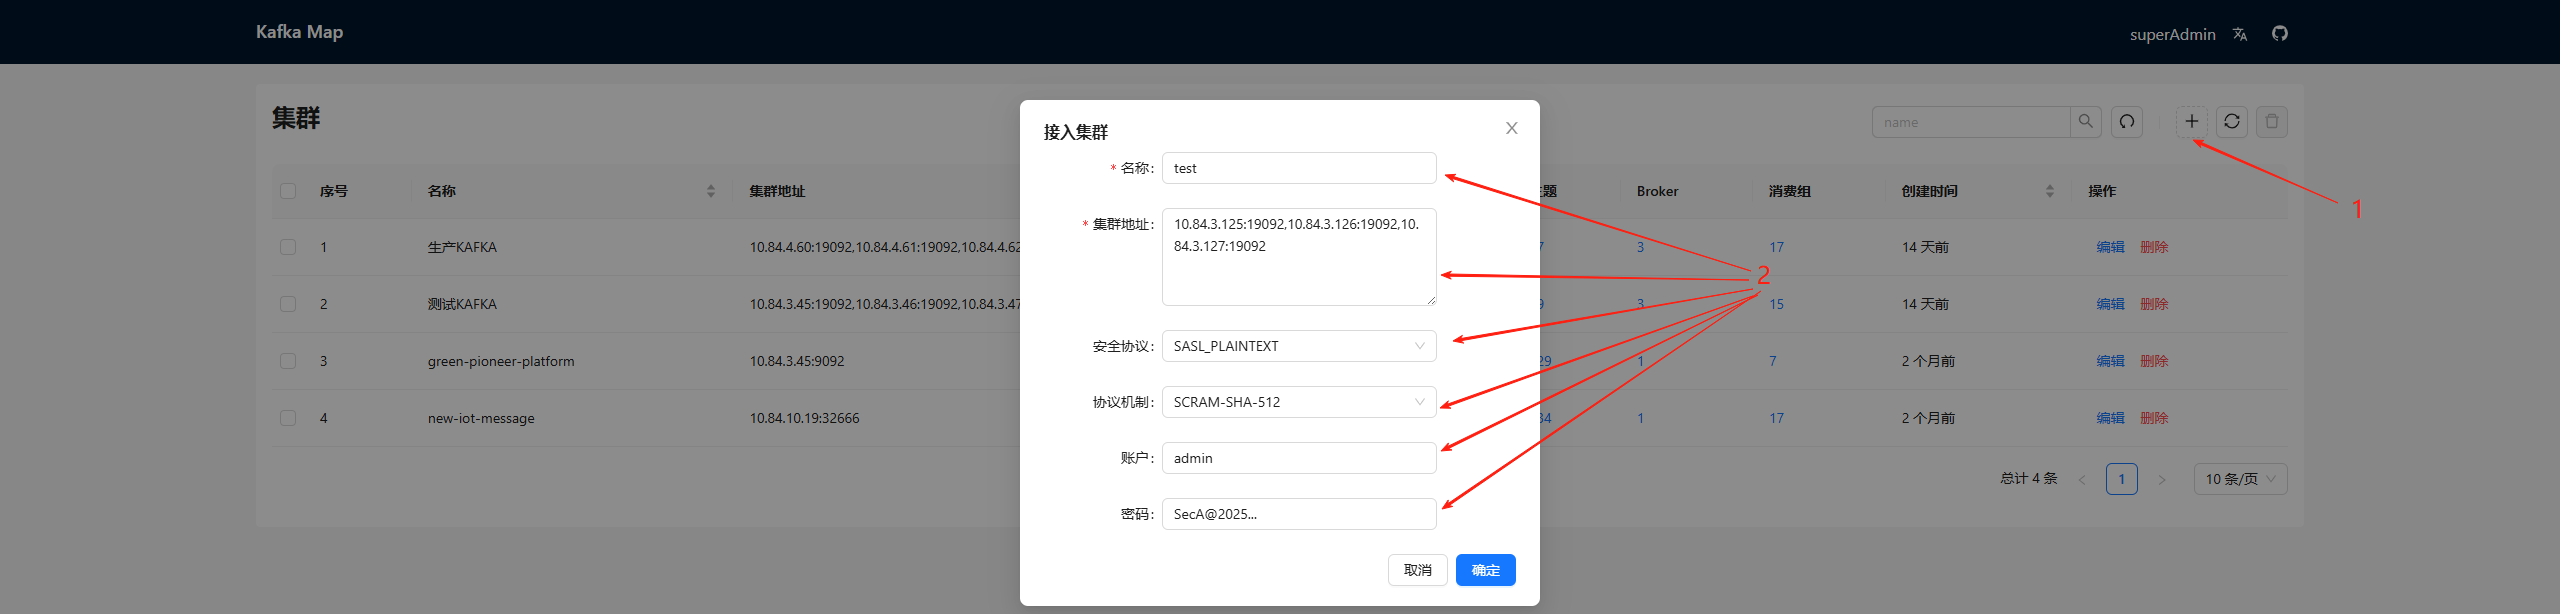 Kafka Map
superAdmin
集群
name
序号 名称 集群地址 主题 Broker 消费组 创建时间 操作
1 生产KAFKA 10.84.4.60:19092,10.84.4.61:19092,10.84.4.62 7 3 17 14 天前 编辑 删除
2 测试KAFKA 10.84.3.45:19092,10.84.3.46:19092,10.84.3.47 9 3 15 14 天前 编辑 删除
3 green-pioneer-platform 10.84.3.45:9092 29 1 7 2 个月前 编辑 删除
4 new-iot-message 10.84.10.19:32666 34 1 17 2 个月前 编辑 删除
总计 4 条 1 10 条/页
接入集群
* 名称: test
* 集群地址: 10.84.3.125:19092,10.84.3.126:19092,10.
84.3.127:19092
安全协议: SASL_PLAINTEXT
协议机制: SCRAM-SHA-512
账户: admin
密码: SecA@2025...
取消 确定
1
2